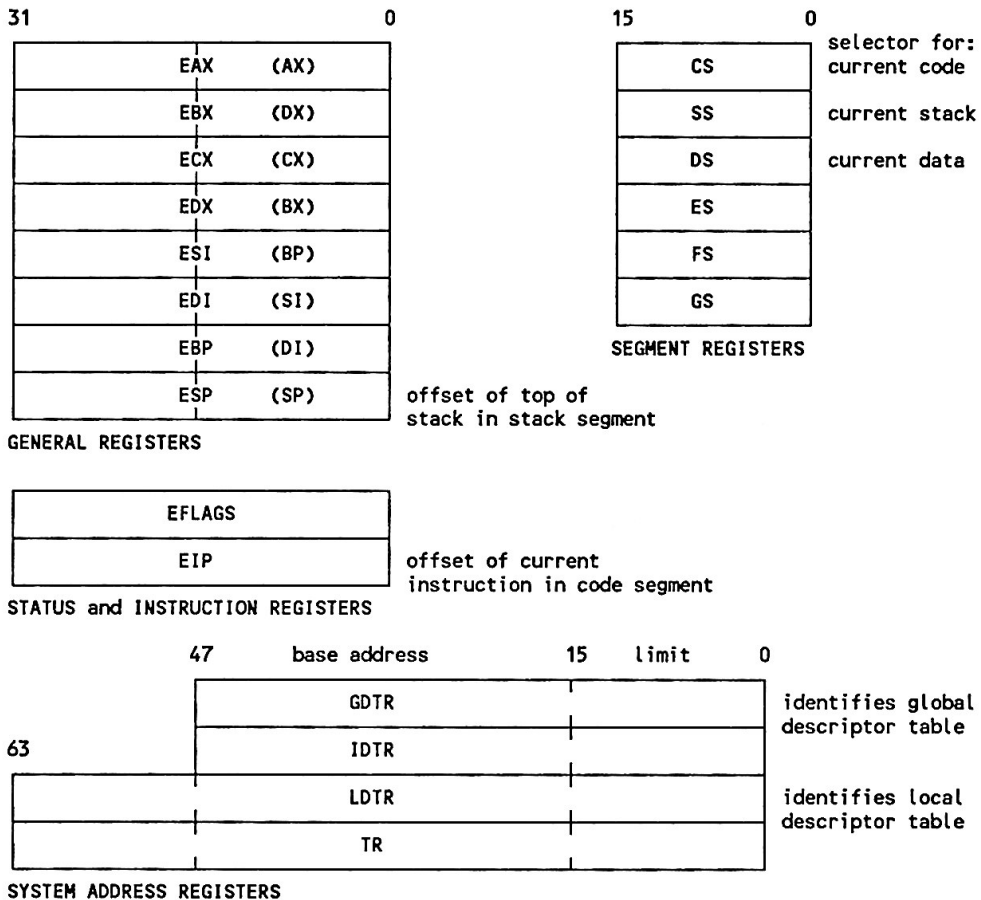 31 0
EAX (AX)
EBX (DX)
ECX (CX)
EDX (BX)
ESI (BP)
EDI (SI)
EBP (DI)
ESP (SP)
offset of top of
stack in stack segment
GENERAL REGISTERS
15 0
selector for:
CS current code
SS current stack
DS current data
ES
FS
GS
SEGMENT REGISTERS
EFLAGS
EIP
offset of current
instruction in code segment
STATUS and INSTRUCTION REGISTERS
47 base address 15 limit 0
GDTR
identifies global
descriptor table
63
IDTR
LDTR
identifies local
descriptor table
TR
SYSTEM ADDRESS REGISTERS